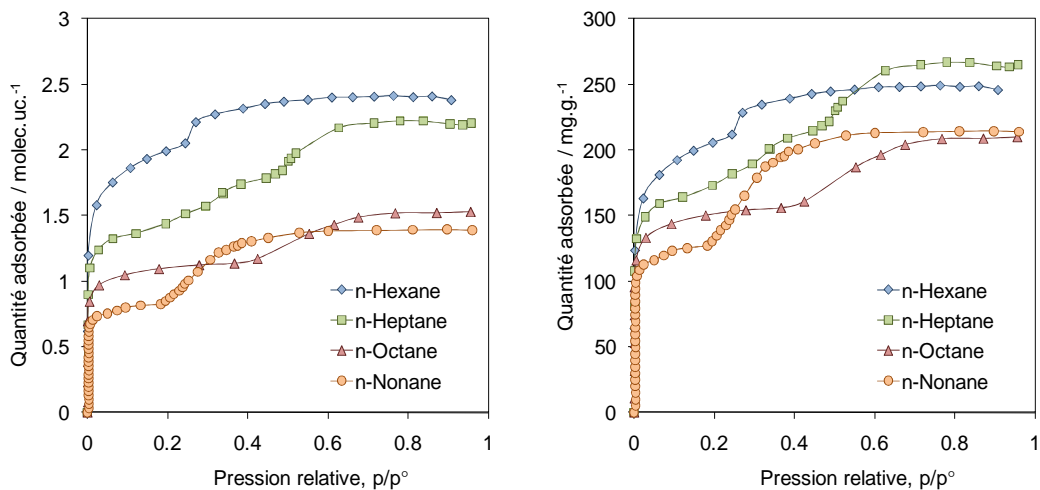 3
2.5
2
1.5
1
0.5
0
0
0.2
0.4
0.6
0.8
1
Quantité adsorbée / molec.uc.-1
Pression relative, p/p°
n-Hexane
n-Heptane
n-Octane
n-Nonane
300
250
200
150
100
50
0
0
0.2
0.4
0.6
0.8
1
Quantité adsorbée / mg.g.-1
Pression relative, p/p°
n-Hexane
n-Heptane
n-Octane
n-Nonane